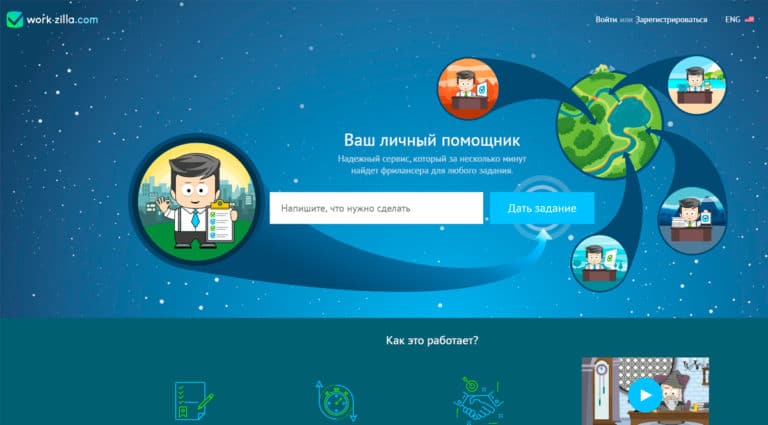 work-zilla.com
Войти или Зарегистрироваться
ENG
Ваш личный помощник
Надежный сервис, который за несколько минут
найдет фрилансера для любого задания.
Напишите, что нужно сделать
Дать задание
Как это работает?